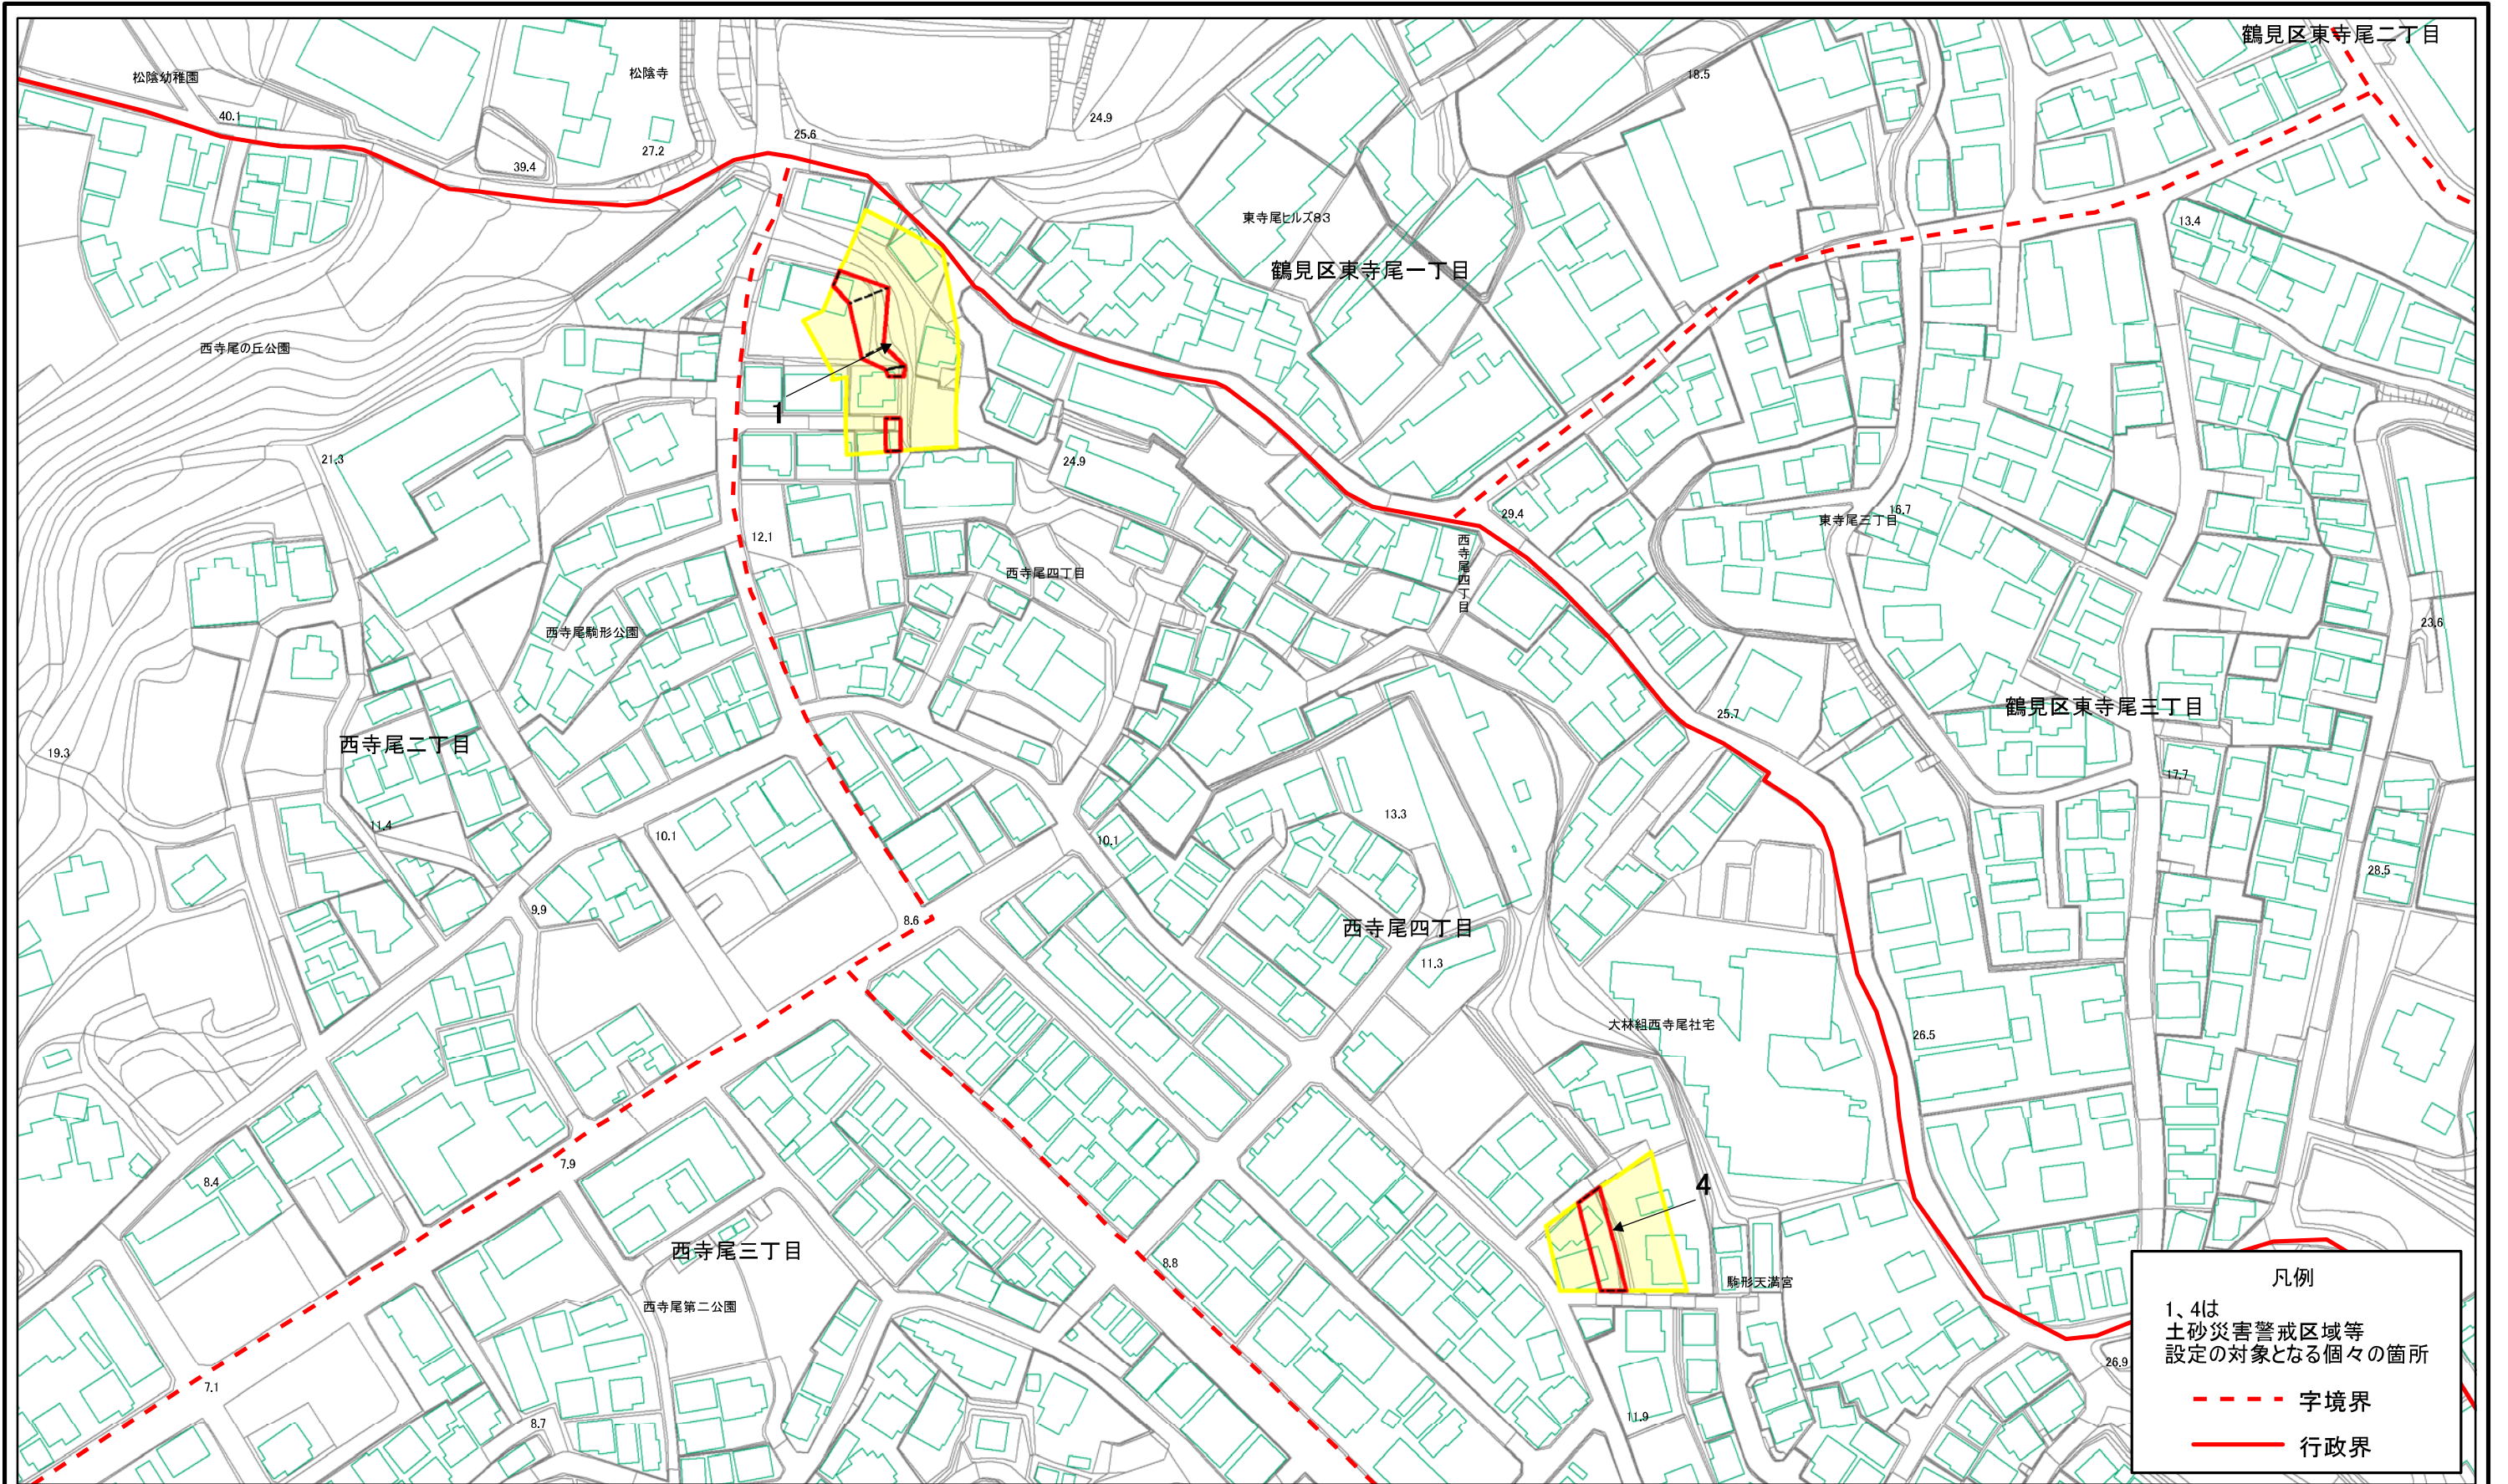 鶴見区東寺尾二丁目
松陰幼稚園
松陰寺
18.5
40.1
24.9
25.6
27.2
39.4
東寺尾ヒルズ93
13.4
鶴見区東寺尾一丁目
西寺尾の丘公園
1
21.3
24.9
29.4
16.7
東寺尾三丁目
12.1
西寺尾四丁目
西寺尾四丁目
23.6
西寺尾駒形公園
鶴見区東寺尾三丁目
25.7
西寺尾二丁目
19.3
17.7
13.3
11.4
10.1
10.1
28.5
9.9
8.6
西寺尾四丁目
11.3
大林組西寺尾社宅
26.5
7.9
8.4
4
西寺尾三丁目
8.8
駒形天満宮
西寺尾第二公園
26.9
7.1
8.7
11.9
凡例
1、4は
土砂災害警戒区域等
設定の対象となる個々の箇所
字境界
行政界